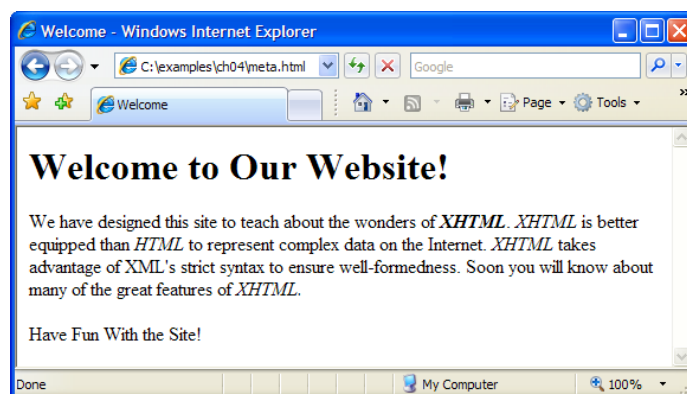 Welcome - Windows Internet Explorer
C:\examples\ch04\meta.html Google
Welcome Page Tools »
Welcome to Our Website!
We have designed this site to teach about the wonders of XHTML. XHTML is better
equipped than HTML to represent complex data on the Internet. XHTML takes
advantage of XML's strict syntax to ensure well-formedness. Soon you will know about
many of the great features of XHTML.
Have Fun With the Site!
Done My Computer 100%